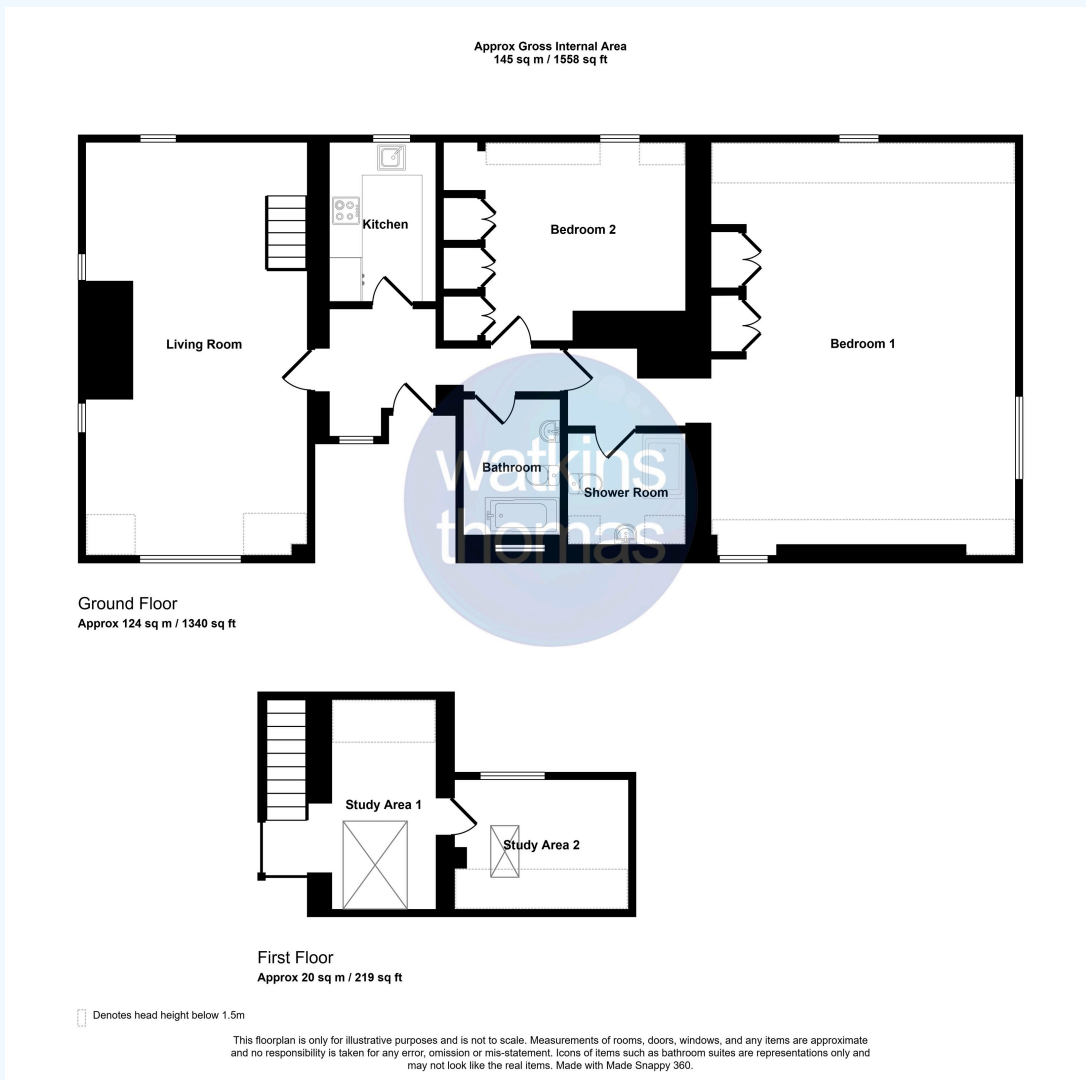 Approx Gross Internal Area
145 sq m / 1558 sq ft
Kitchen
Bedroom 2
Living Room
Bedroom 1
Bathroom
Shower Room
watkins
thomas
Ground Floor
Approx 124 sq m / 1340 sq ft
Study Area 1
Study Area 2
First Floor
Approx 20 sq m / 219 sq ft
Denotes head height below 1.5m
This floorplan is only for illustrative purposes and is not to scale. Measurements of rooms, doors, windows, and any items are approximate
and no responsibility is taken for any error, omission or mis-statement. Icons of items such as bathroom suites are representations only and
may not look like the real items. Made with Made Snappy 360.